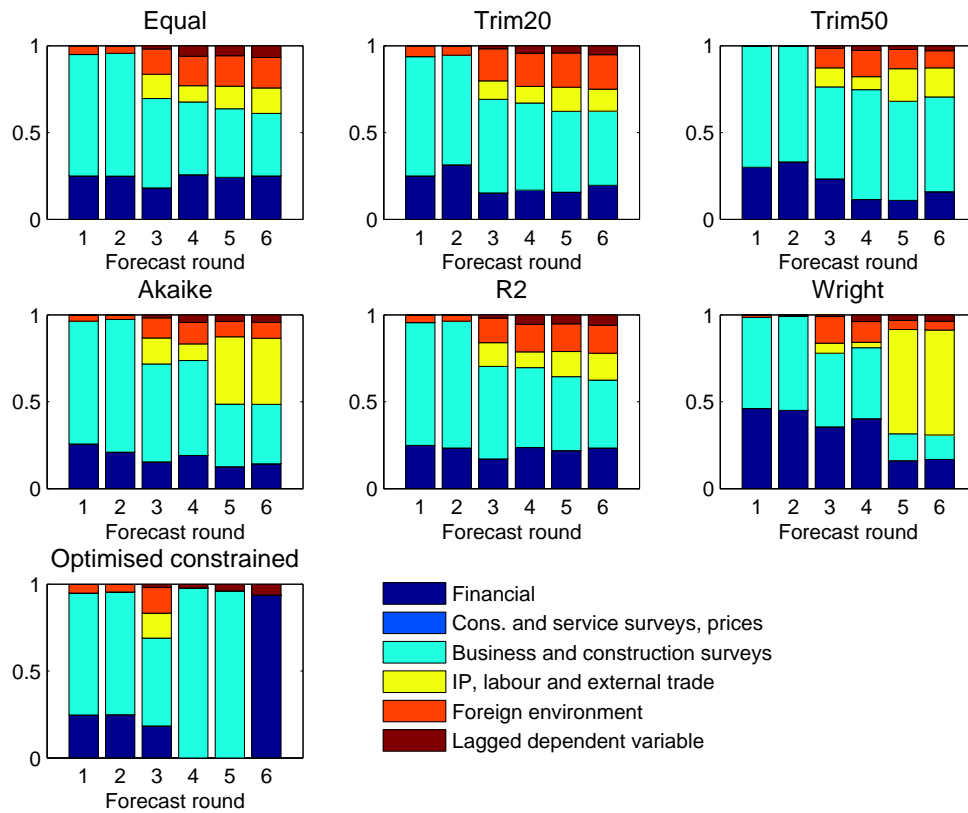 Equal
Trim20
Trim50
1
0.5
0
1 2 3 4 5 6
Forecast round
1
0.5
0
1 2 3 4 5 6
Forecast round
1
0.5
0
1 2 3 4 5 6
Forecast round
Akaike
R2
Wright
1
0.5
0
1 2 3 4 5 6
Forecast round
1
0.5
0
1 2 3 4 5 6
Forecast round
1
0.5
0
1 2 3 4 5 6
Forecast round
Optimised constrained
1
0.5
0
1 2 3 4 5 6
Forecast round
Financial
Cons. and service surveys, prices
Business and construction surveys
IP, labour and external trade
Foreign environment
Lagged dependent variable